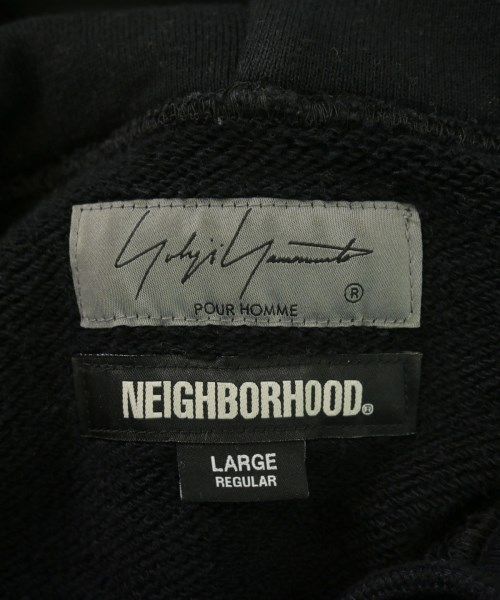 Yohji Yamamoto
POUR HOMME
®
NEIGHBORHOOD®
LARGE
REGULAR